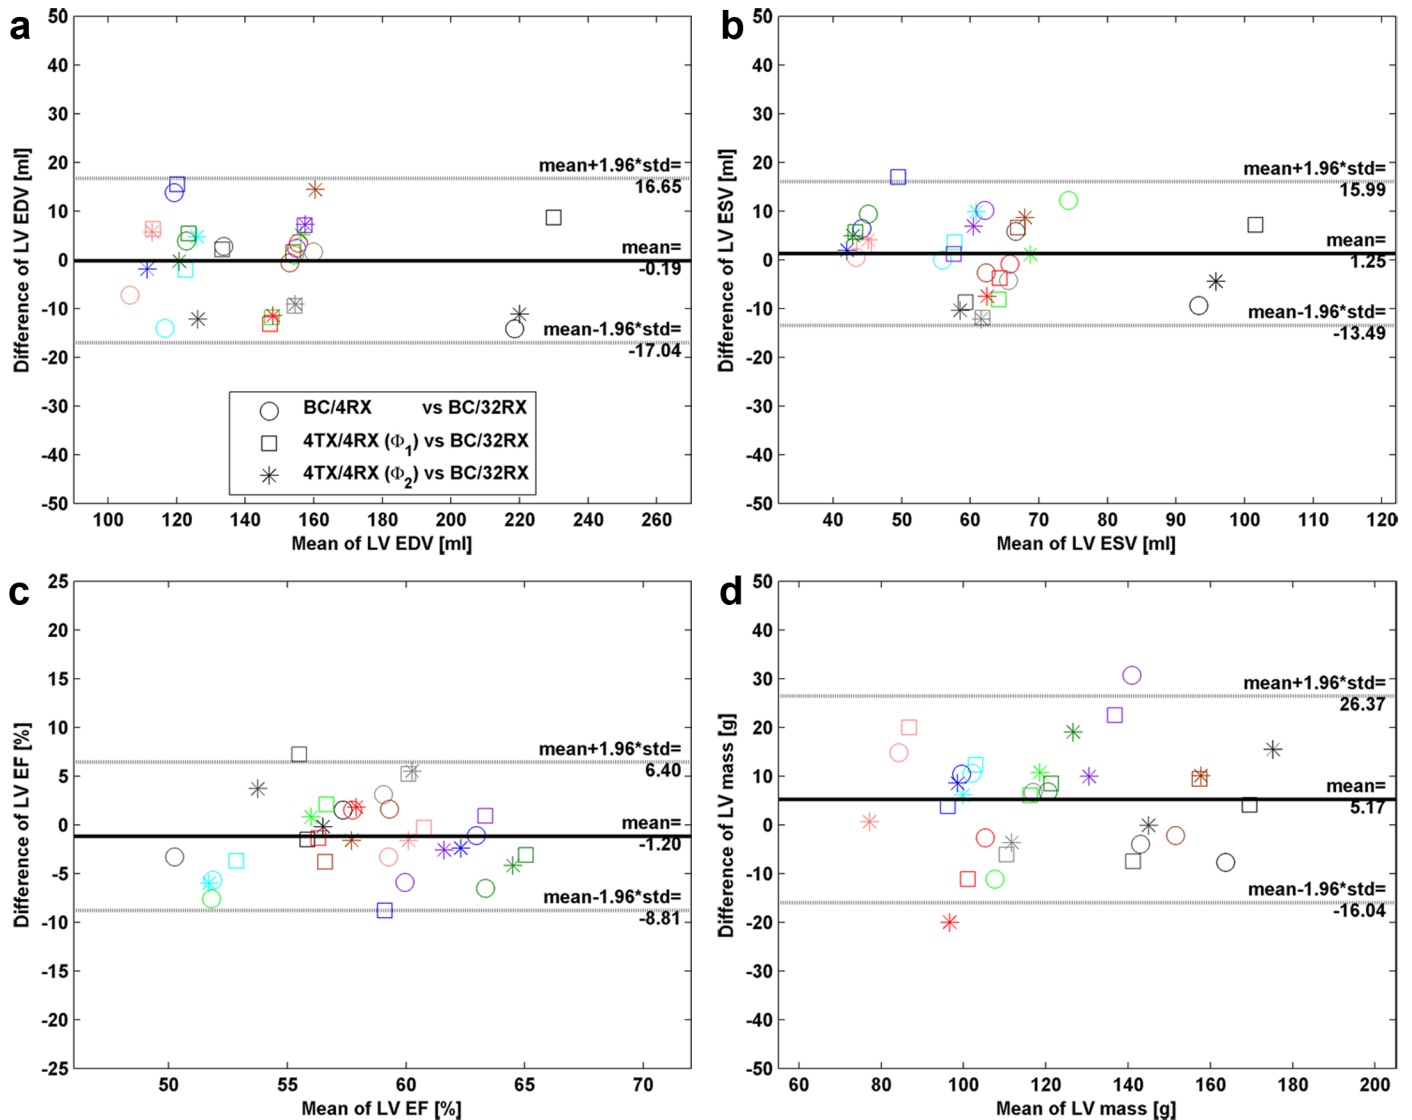 a
50
40
30
20
10
0
-10
-20
-30
-40
-50
Difference of LV EDV [ml]
mean+1.96*std=
16.65
mean=
-0.19
mean-1.96*std=
-17.04
BC/4RX vs BC/32RX
4TX/4RX (Φ1) vs BC/32RX
4TX/4RX (Φ2) vs BC/32RX
100 120 140 160 180 200 220 240 260
Mean of LV EDV [ml]
b
50
40
30
20
10
0
-10
-20
-30
-40
-50
Difference of LV ESV [ml]
mean+1.96*std=
15.99
mean=
1.25
mean-1.96*std=
-13.49
40 50 60 70 80 90 100 110 120
Mean of LV ESV [ml]
c
25
20
15
10
5
0
-5
-10
-15
-20
-25
Difference of LV EF [%]
mean+1.96*std=
6.40
mean=
-1.20
mean-1.96*std=
-8.81
50 55 60 65 70
Mean of LV EF [%]
d
50
40
30
20
10
0
-10
-20
-30
-40
-50
Difference of LV mass [g]
mean+1.96*std=
26.37
mean=
5.17
mean-1.96*std=
-16.04
60 80 100 120 140 160 180 200
Mean of LV mass [g]